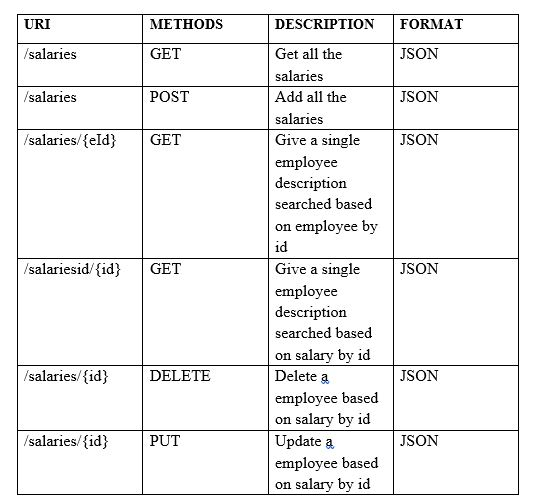 URI METHODS DESCRIPTION FORMAT
/salaries GET Get all the JSON
salaries
/salaries POST Add all the JSON
salaries
/salaries/{eId} GET Give a single JSON
employee
description
searched based
on employee by
id
/salariesid/{id} GET Give a single JSON
employee
description
searched based
on salary by id
/salaries/{id} DELETE Delete a JSON
employee based
on salary by id
/salaries/{id} PUT Update a JSON
employee based
on salary by id